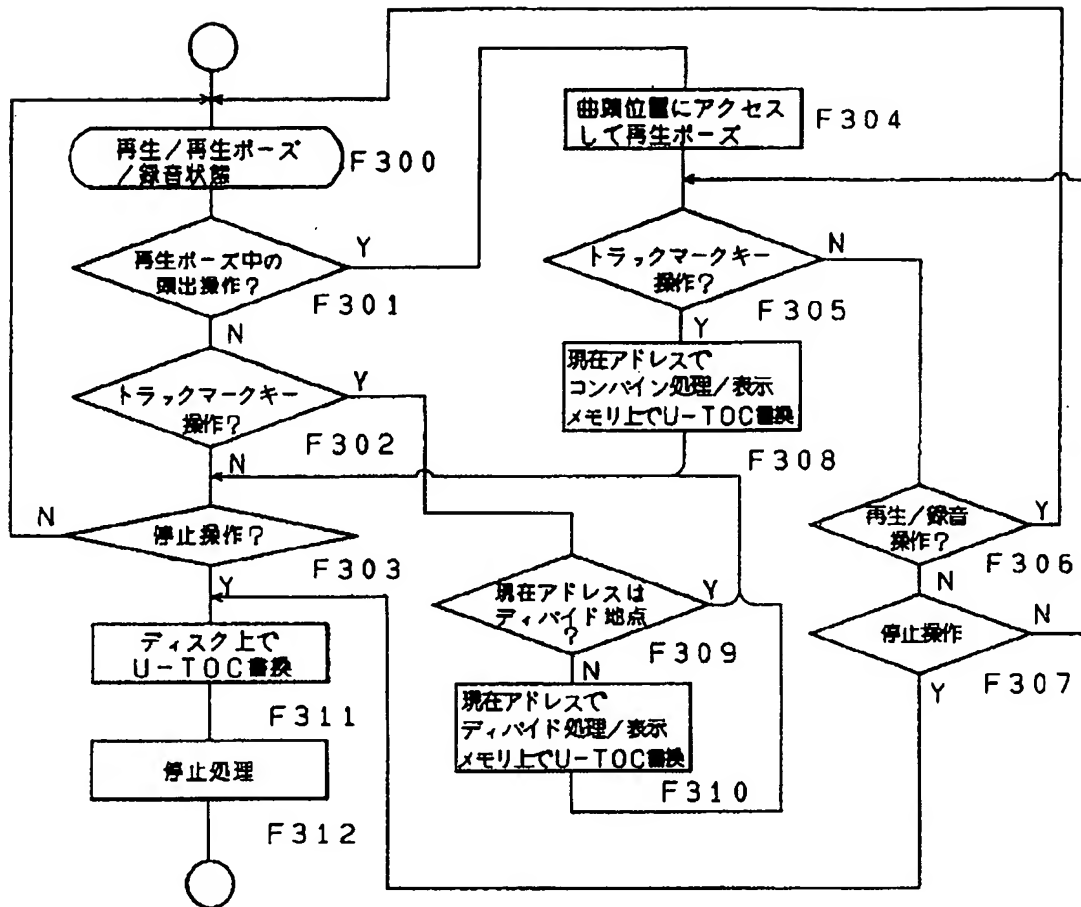 再生/再生ポーズ
/録音状態
F300
再生ポーズ中の
頭出操作?
Y
F301
N
トラックマークキー
操作?
Y
F302
N
停止操作?
N
F303
Y
ディスク上で
U-TOC書換
F311
停止処理
F312
曲頭位置にアクセス
して再生ポーズ
F304
トラックマークキー
操作?
N
F305
Y
現在アドレスで
コンバイン処理/表示
メモリ上でU-TOC書換
F308
再生/録音
操作?
Y
F306
N
停止操作
N
F307
Y
現在アドレスは
ディバイド地点
?
Y
F309
N
現在アドレスで
ディバイド処理/表示
メモリ上でU-TOC書換
F310